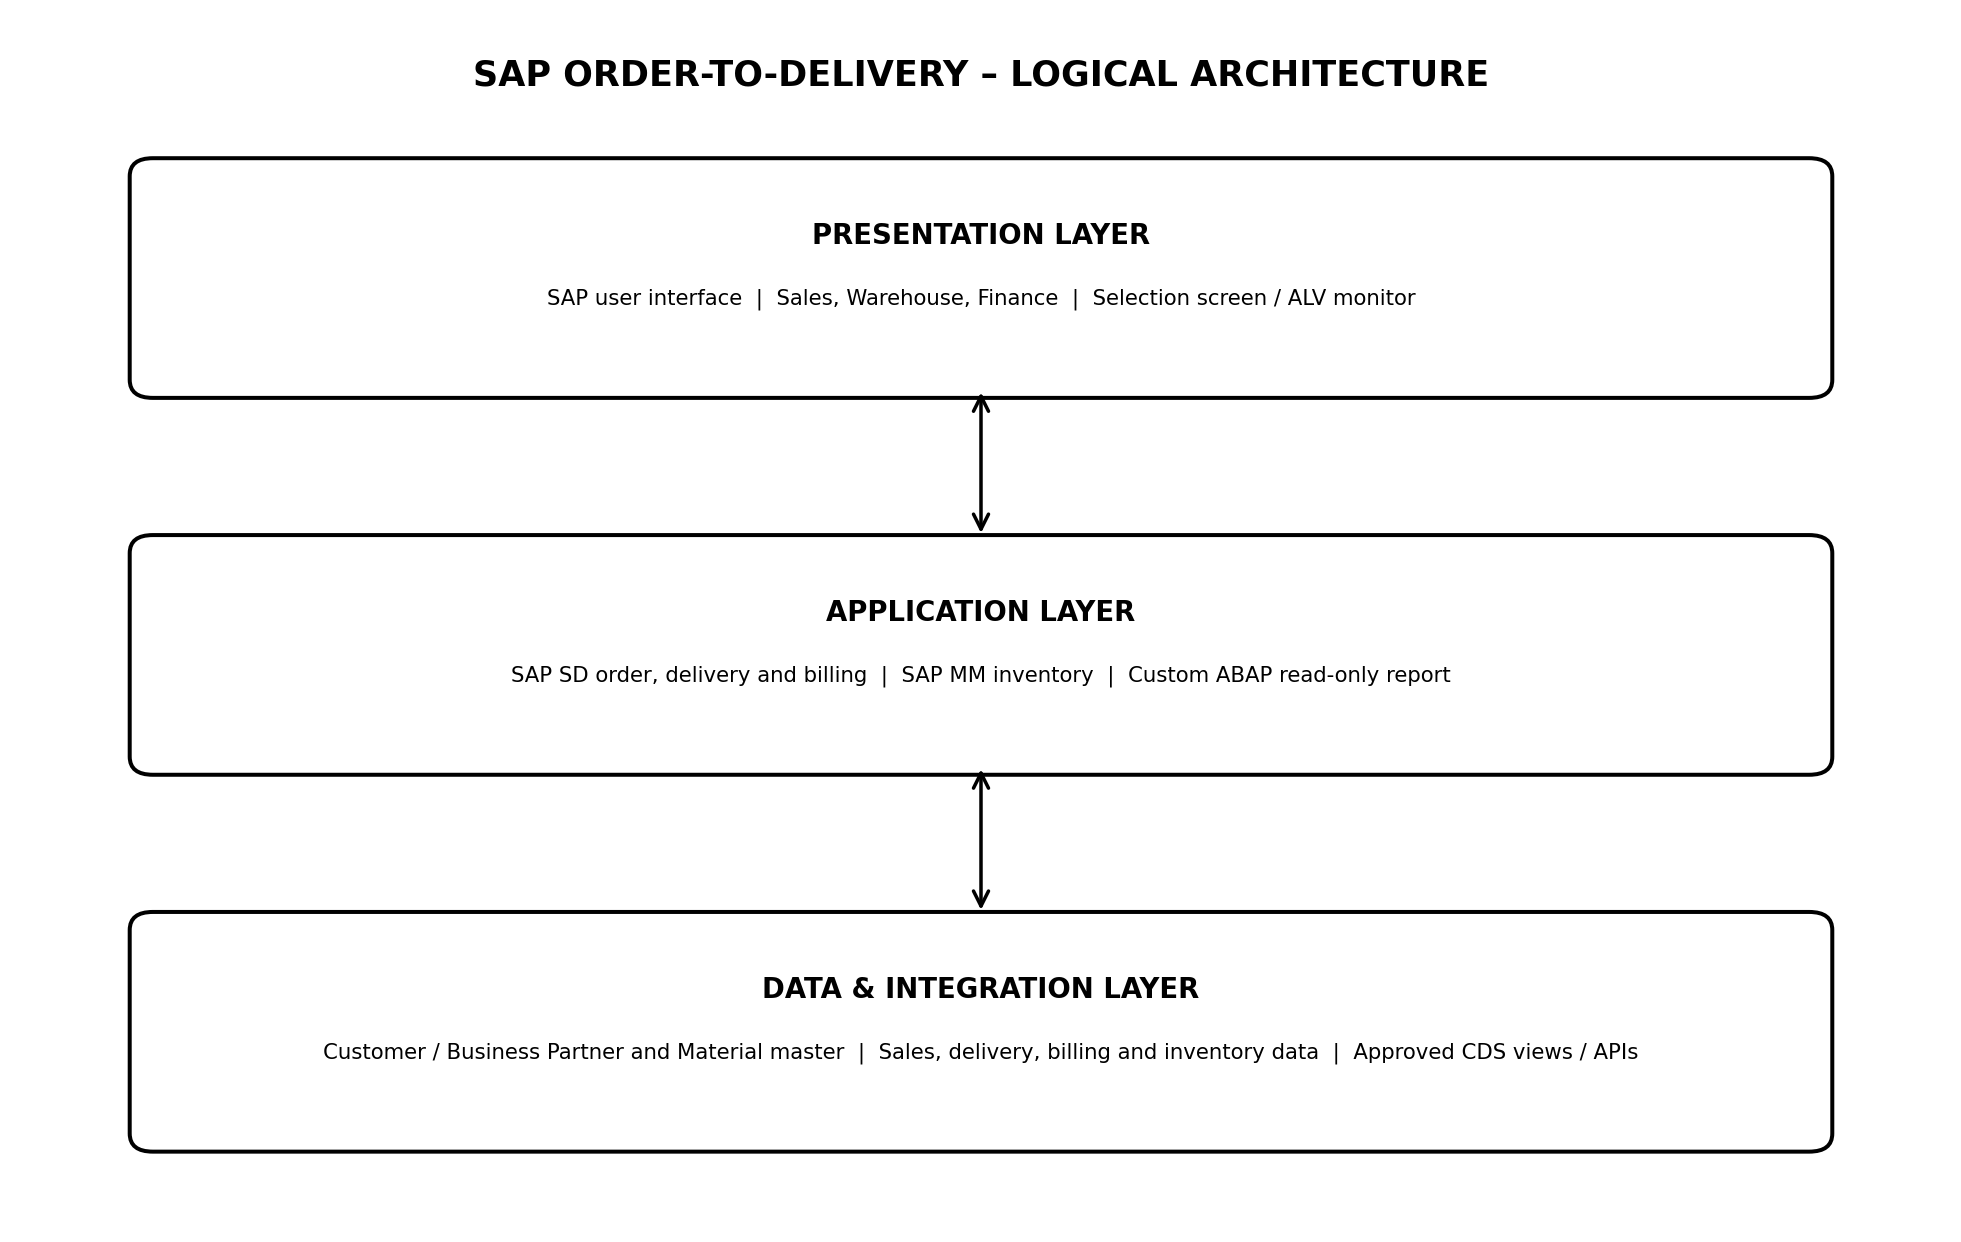 SAP ORDER-TO-DELIVERY – LOGICAL ARCHITECTURE
PRESENTATION LAYER
SAP user interface | Sales, Warehouse, Finance | Selection screen / ALV monitor
APPLICATION LAYER
SAP SD order, delivery and billing | SAP MM inventory | Custom ABAP read-only report
DATA & INTEGRATION LAYER
Customer / Business Partner and Material master | Sales, delivery, billing and inventory data | Approved CDS views / APIs